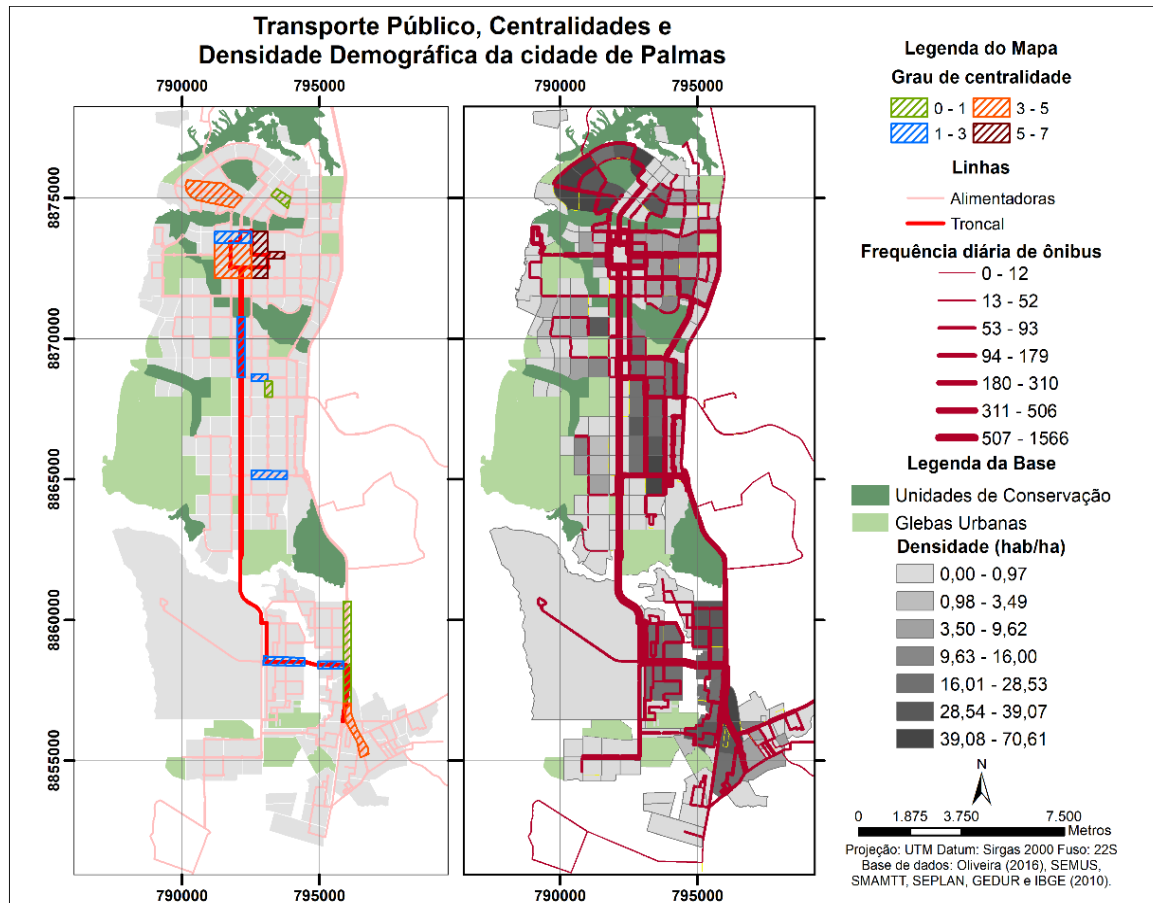 Transporte Público, Centralidades e
Densidade Demográfica da cidade de Palmas
790000 795000
790000 795000
8875000
8870000
8865000
8860000
8855000
790000 795000
790000 795000
Legenda do Mapa
Grau de centralidade
0 - 1
3 - 5
1 - 3
5 - 7
Linhas
Alimentadoras
Troncal
Frequência diária de ônibus
0 - 12
13 - 52
53 - 93
94 - 179
180 - 310
311 - 506
507 - 1566
Legenda da Base
Unidades de Conservação
Glebas Urbanas
Densidade (hab/ha)
0,00 - 0,97
0,98 - 3,49
3,50 - 9,62
9,63 - 16,00
16,01 - 28,53
28,54 - 39,07
39,08 - 70,61
N
0 1.875 3.750 7.500
Metros
Projeção: UTM Datum: Sirgas 2000 Fuso: 22S
Base de dados: Oliveira (2016), SEMUS,
SMAMTT, SEPLAN, GEDUR e IBGE (2010).
8875000
8870000
8865000
8860000
8855000